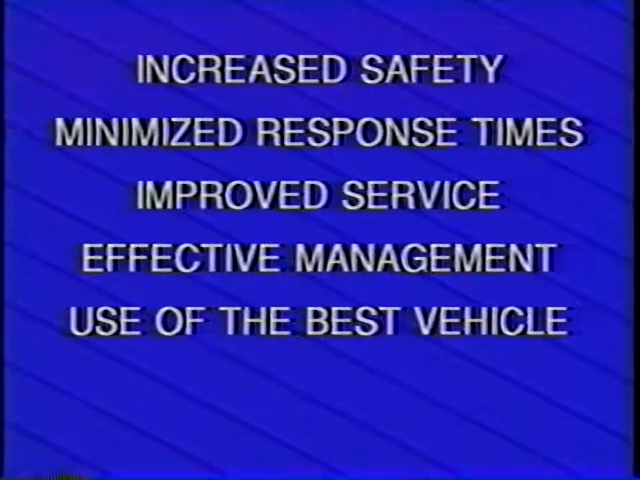 INCREASED SAFETY
MINIMIZED RESPONSE TIMES
IMPROVED SERVICE
EFFECTIVE MANAGEMENT
USE OF THE BEST VEHICLE